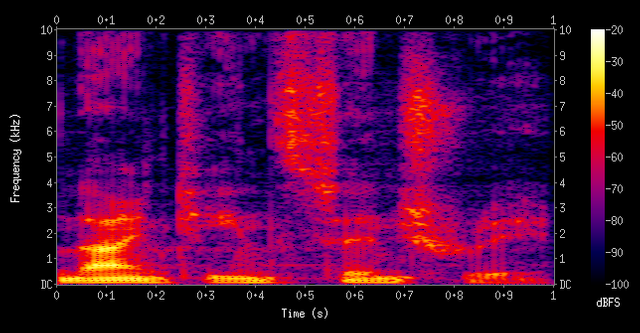 0 0·1 0·2 0·3 0·4 0·5 0·6 0·7 0·8 0·9 1
10 10 -20
9 9 -30
8 8
7 7 -40
6 6 -50
5 5 -60
4 4 -70
3 3 -80
2 2
1 1 -90
DC DC -100
0 0·1 0·2 0·3 0·4 0·5 0·6 0·7 0·8 0·9 1
Frequency (kHz)
Time (s)
dBFS